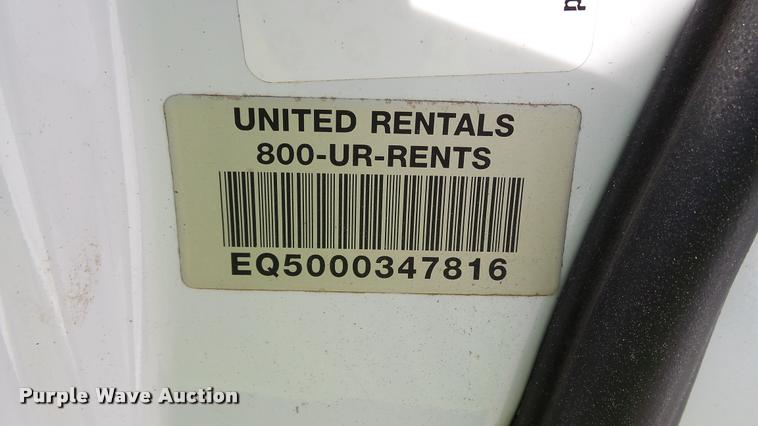 UNITED RENTALS
800-UR-RENTS
EQ5000347816
Purple Wave Auction